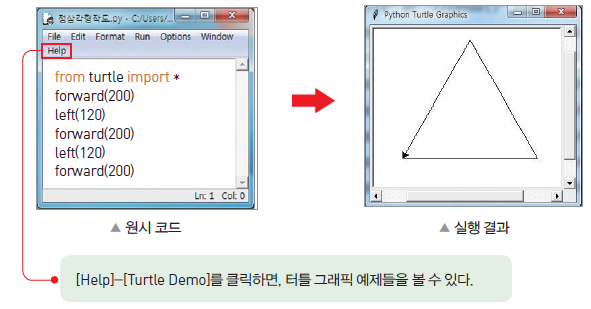 정삼각형작도.py - C:/Users/...
File Edit Format Run Options Window
Help
from turtle import *
forward(200)
left(120)
forward(200)
left(120)
forward(200)
Ln: 1 Col: 0
▲ 원시 코드
Python Turtle Graphics
▲ 실행 결과
[Help]–[Turtle Demo]를 클릭하면, 터틀 그래픽 예제들을 볼 수 있다.